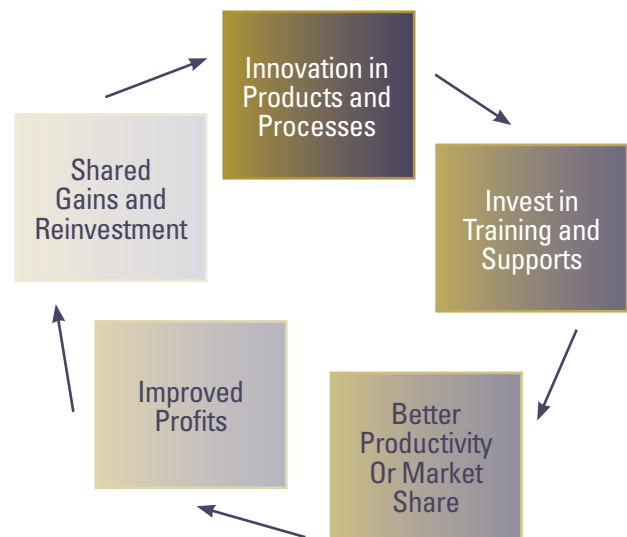 Innovation in
Products and
Processes
Invest in
Training and
Supports
Better
Productivity
Or Market
Share
Improved
Profits
Shared
Gains and
Reinvestment